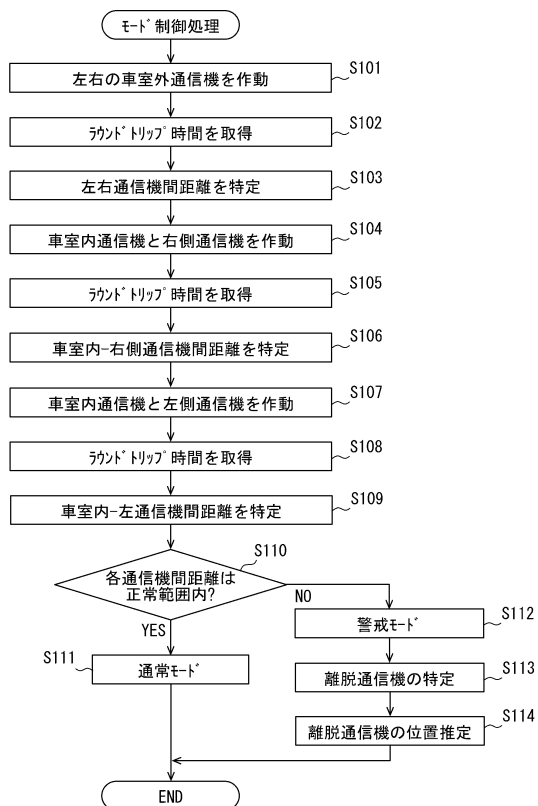 モード制御処理
左右の車室外通信機を作動
S101
ラウンドトリップ時間を取得
S102
左右通信機間距離を特定
S103
車室内通信機と右側通信機を作動
S104
ラウンドトリップ時間を取得
S105
車室内-右側通信機間距離を特定
S106
車室内通信機と左側通信機を作動
S107
ラウンドトリップ時間を取得
S108
車室内-左通信機間距離を特定
S109
各通信機間距離は
正常範囲内?
S110
NO
YES
警戒モード
S112
S111
通常モード
離脱通信機の特定
S113
離脱通信機の位置推定
S114
END